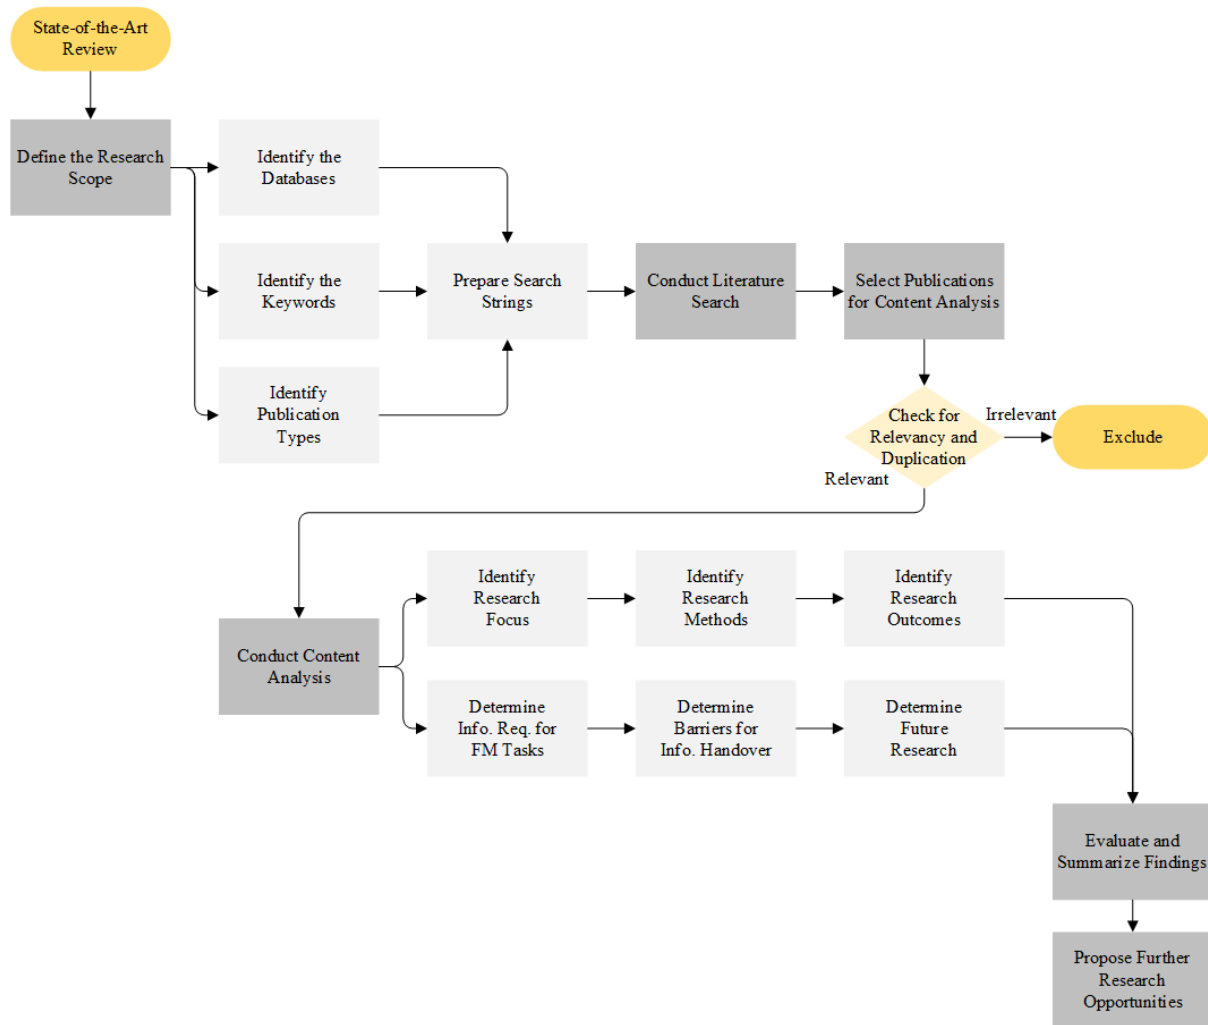 State-of-the-Art
Review
Define the Research
Scope
Identify the
Databases
Identify the
Keywords
Identify
Publication
Types
Prepare Search
Strings
Conduct Literature
Search
Select Publications
for Content Analysis
Check for
Relevancy and
Duplication
Irrelevant
Exclude
Relevant
Conduct Content
Analysis
Identify
Research
Focus
Identify
Research
Methods
Identify
Research
Outcomes
Determine
Info. Req. for
FM Tasks
Determine
Barriers for
Info. Handover
Determine
Future
Research
Evaluate and
Summarize Findings
Propose Further
Research
Opportunities